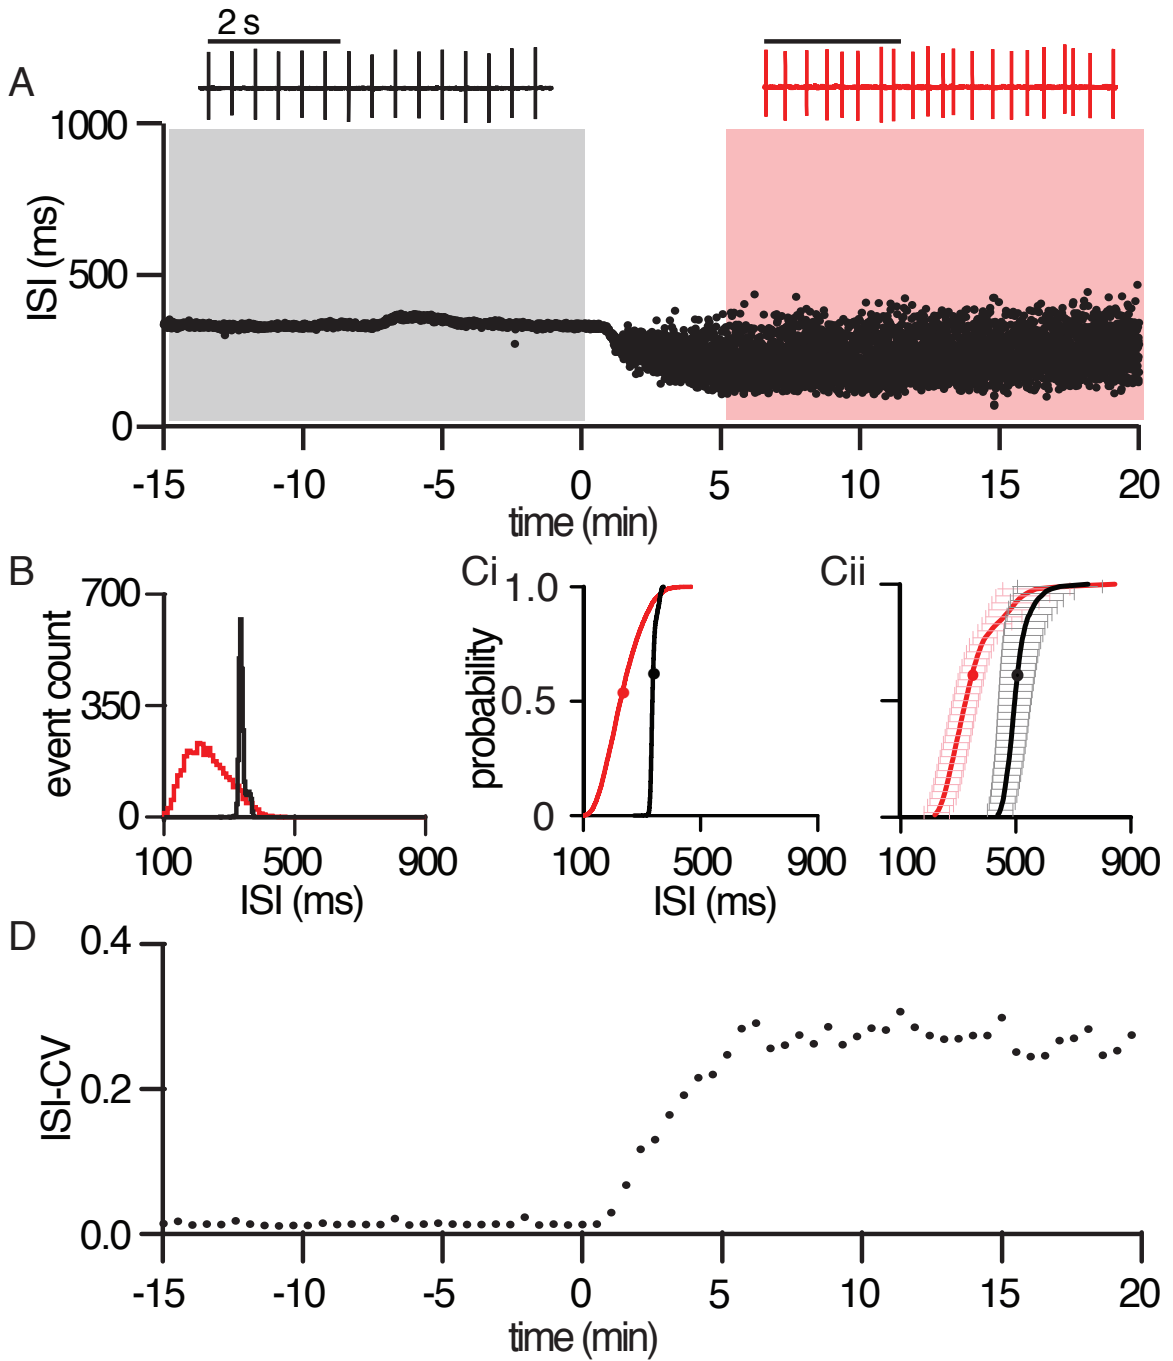 2 s
A
1000
500
0
ISI (ms)
-15 -10 -5 0 5 10 15 20
time (min)
B
700
350
0
event count
100 500 900
ISI (ms)
Ci
1.0
0.5
0
probability
100 500 900
ISI (ms)
Cii
100 500 900
D
0.4
0.2
0.0
ISI-CV
-15 -10 -5 0 5 10 15 20
time (min)